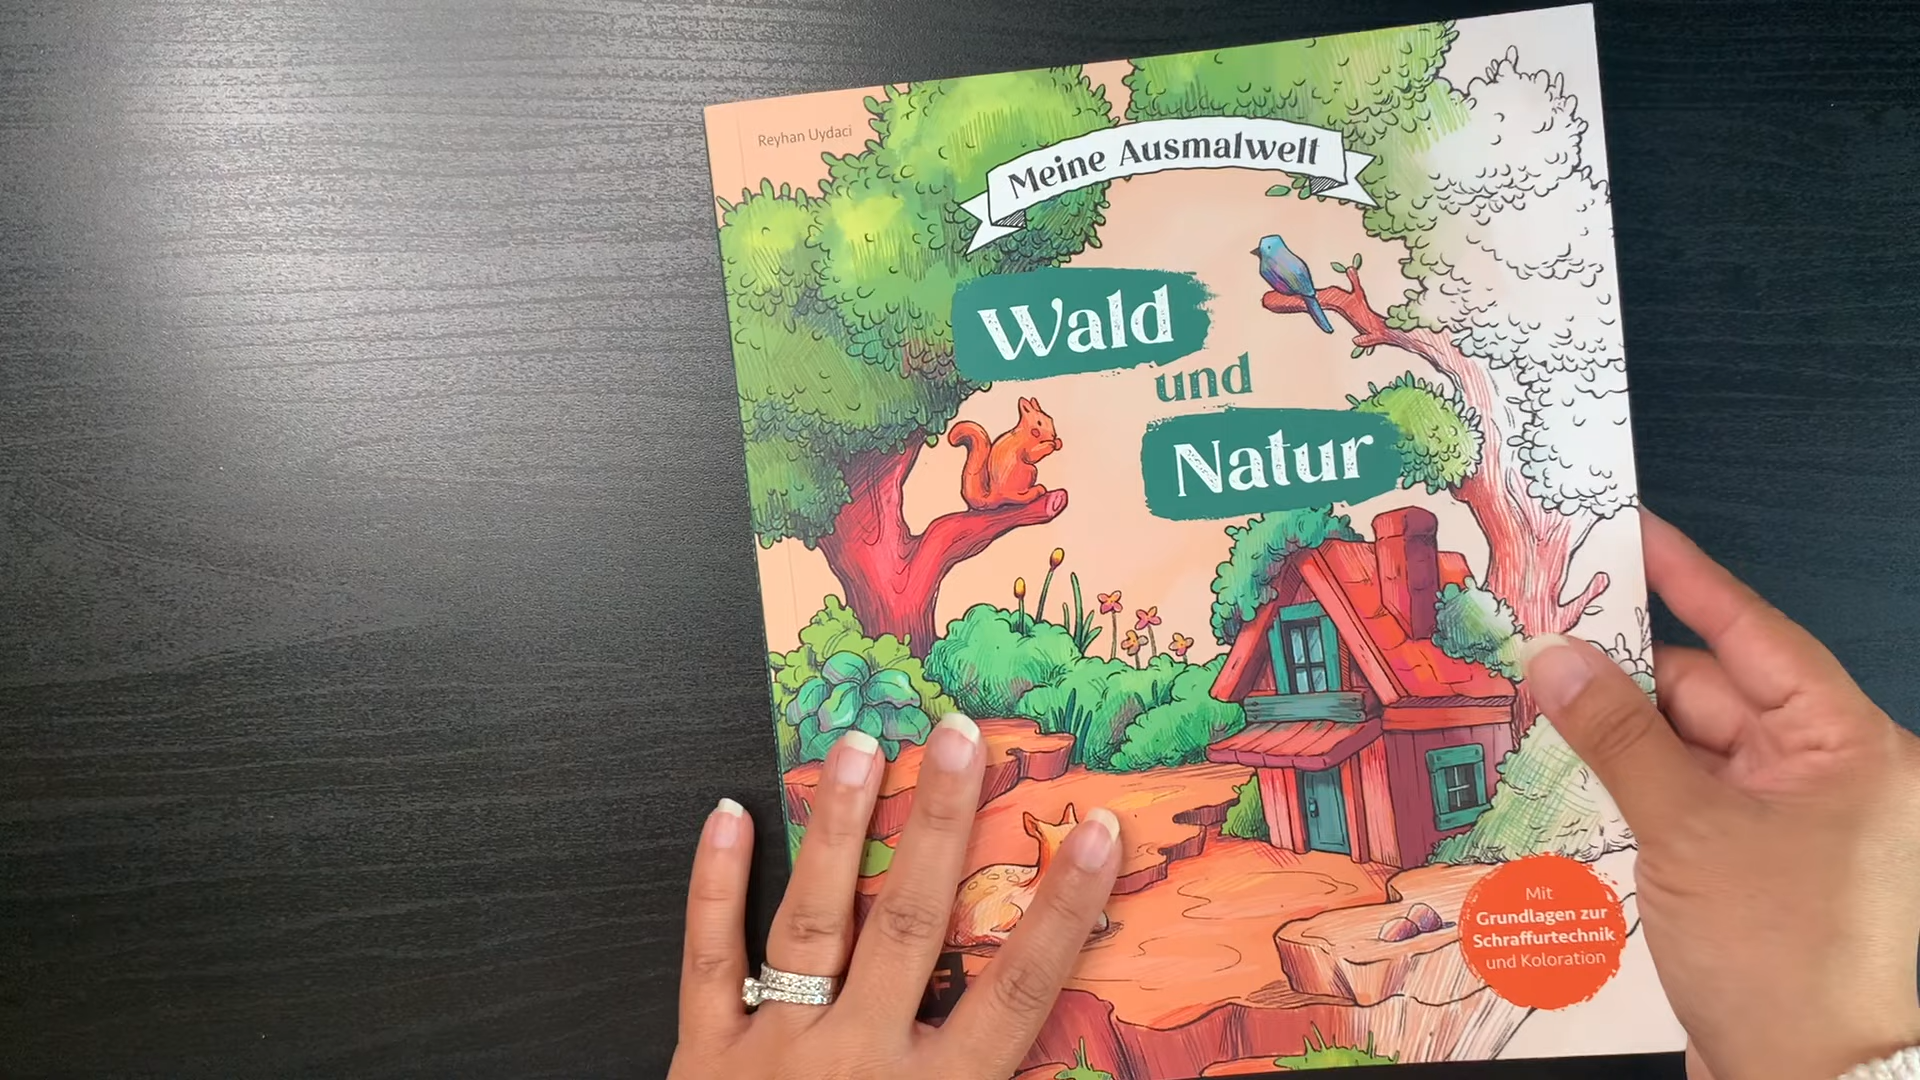 Reyhan Uydaci
Meine Ausmalwelt
Wald
und
Natur
Mit
Grundlagen zur
Schraffurtechnik
und Koloration